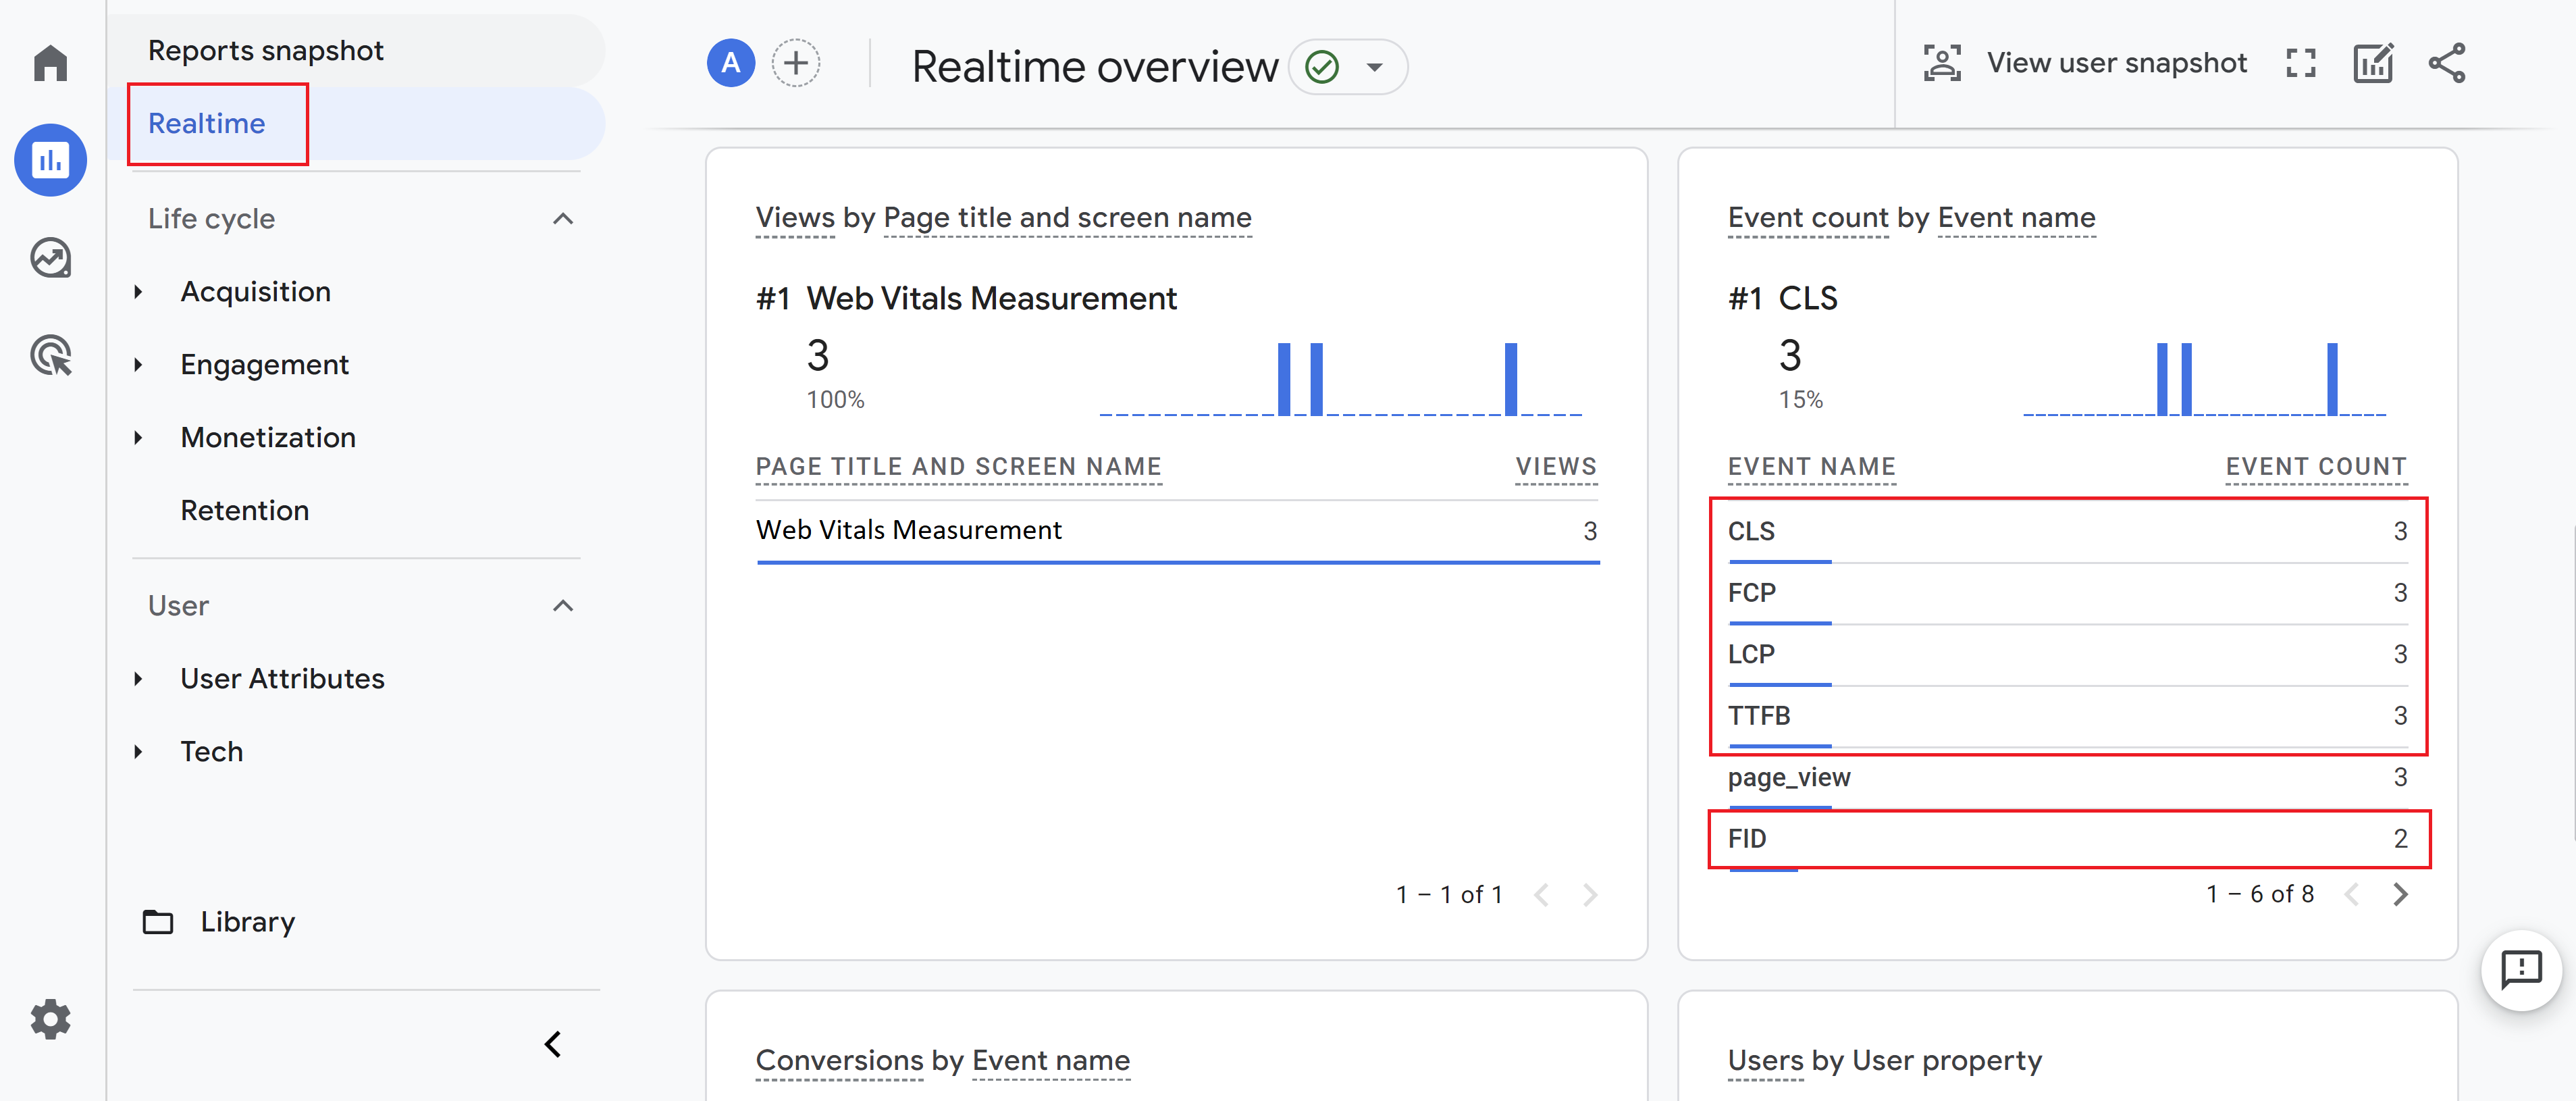 Reports snapshot
Realtime
Life cycle
Acquisition
Engagement
Monetization
Retention
User
User Attributes
Tech
Library
A
Realtime overview
View user snapshot
Views by Page title and screen name
#1 Web Vitals Measurement
3
100%
PAGE TITLE AND SCREEN NAME VIEWS
Web Vitals Measurement 3
1 – 1 of 1
Event count by Event name
#1 CLS
3
15%
EVENT NAME EVENT COUNT
CLS 3
FCP 3
LCP 3
TTFB 3
page_view 3
FID 2
1 – 6 of 8
Conversions by Event name
Users by User property